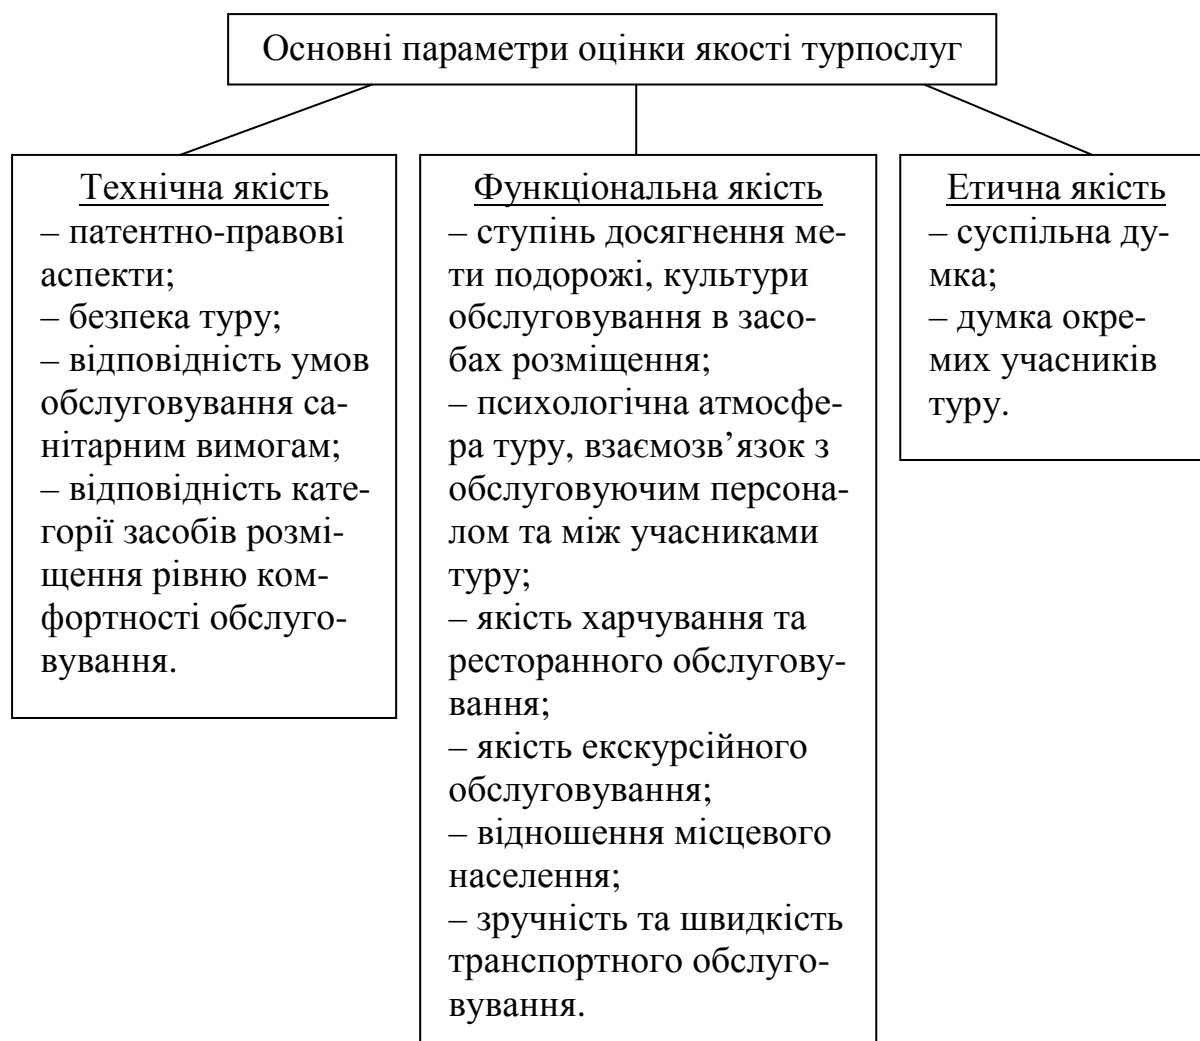 Основні параметри оцінки якості турпослуг
Технічна якість
– патентно-правові
аспекти;
– безпека туру;
– відповідність умов
обслуговування са-
нітарним вимогам;
– відповідність кате-
горії засобів розмі-
щення рівню ком-
фортності обслуго-
вування.
Функціональна якість
– ступінь досягнення ме-
ти подорожі, культури
обслуговування в засо-
бах розміщення;
– психологічна атмосфе-
ра туру, взаємозв’язок з
обслуговуючим персона-
лом та між учасниками
туру;
– якість харчування та
ресторанного обслугову-
вання;
– якість екскурсійного
обслуговування;
– відношення місцевого
населення;
– зручність та швидкість
транспортного обслуго-
вування.
Етична якість
– суспільна ду-
мка;
– думка окре-
мих учасників
туру.